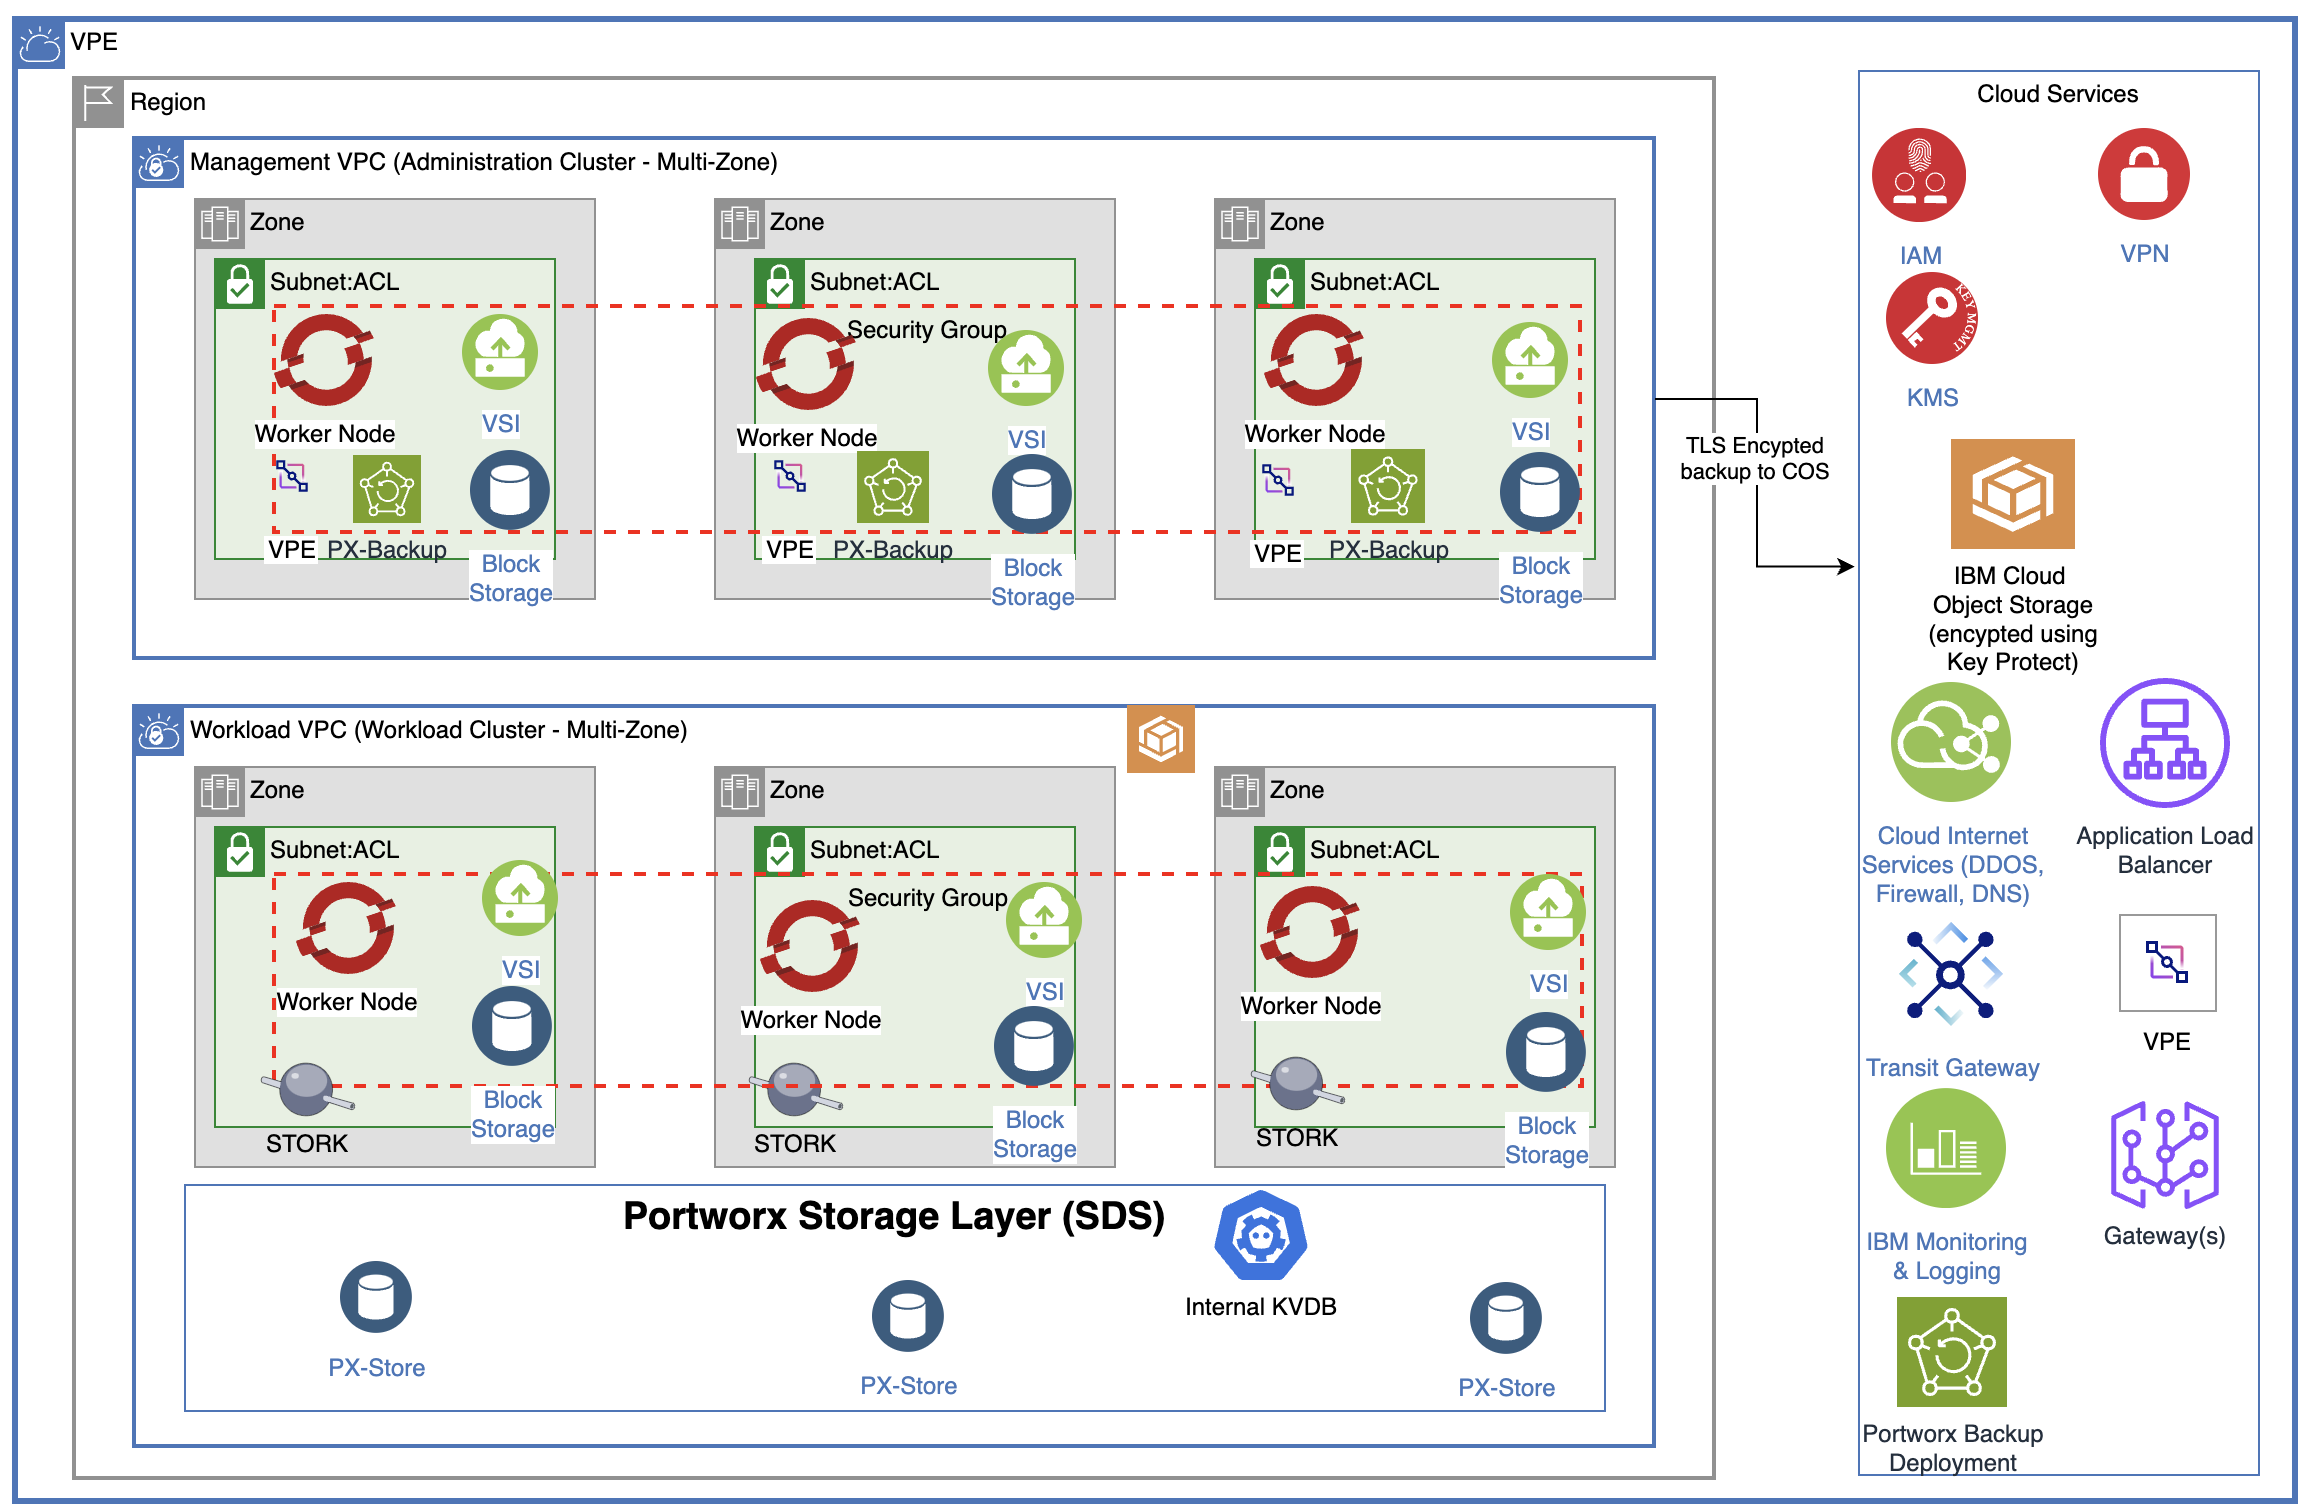 VPE
Region
Management VPC (Administration Cluster - Multi-Zone)
Zone
Subnet:ACL
Worker Node
VSI
VPE
PX-Backup
Block
Storage
Zone
Subnet:ACL
Security Group
Worker Node
VSI
VPE
PX-Backup
Block
Storage
Zone
Subnet:ACL
Worker Node
VSI
VPE
PX-Backup
Block
Storage
TLS Encypted
backup to COS
Workload VPC (Workload Cluster - Multi-Zone)
Zone
Subnet:ACL
VSI
Worker Node
Block
Storage
STORK
Zone
Subnet:ACL
Security Group
VSI
Worker Node
Block
Storage
STORK
Zone
Subnet:ACL
VSI
Worker Node
Block
Storage
STORK
Portworx Storage Layer (SDS)
Internal KVDB
PX-Store
PX-Store
PX-Store
Cloud Services
IAM
VPN
KEY MGMT
KMS
IBM Cloud
Object Storage
(encypted using
Key Protect)
Cloud Internet
Services (DDOS,
Firewall, DNS)
Application Load
Balancer
Transit Gateway
VPE
IBM Monitoring
& Logging
Gateway(s)
Portworx Backup
Deployment